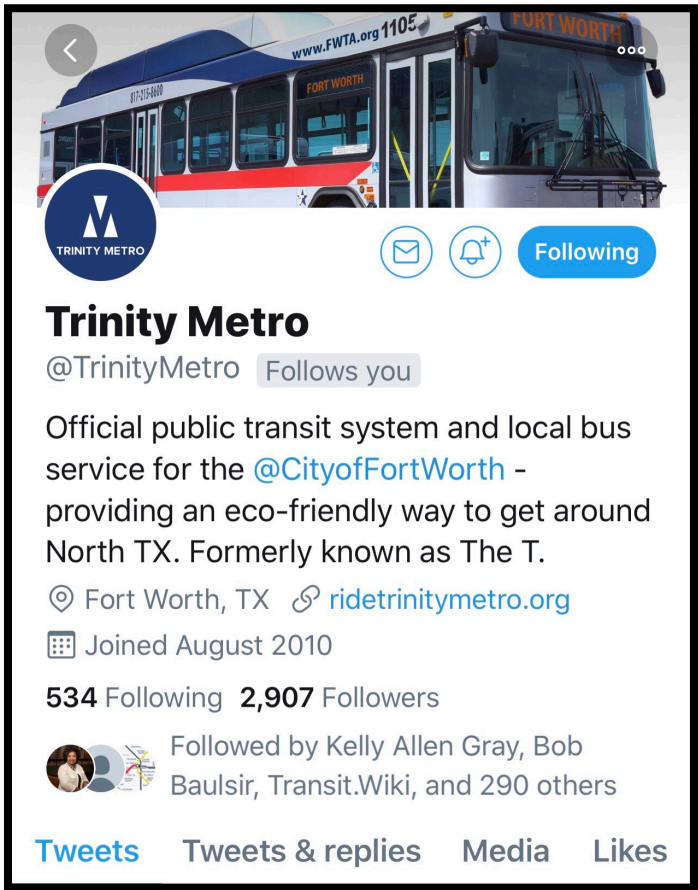 www.FWTA.org 1105
FORT WORTH
817-215-8600
FORT WORTH
TRINITY METRO
Following
Trinity Metro
@TrinityMetro Follows you
Official public transit system and local bus
service for the @CityofFortWorth -
providing an eco-friendly way to get around
North TX. Formerly known as The T.
Fort Worth, TX ridetrinitymetro.org
Joined August 2010
534 Following 2,907 Followers
Followed by Kelly Allen Gray, Bob
Baulsir, Transit.Wiki, and 290 others
Tweets Tweets & replies Media Likes